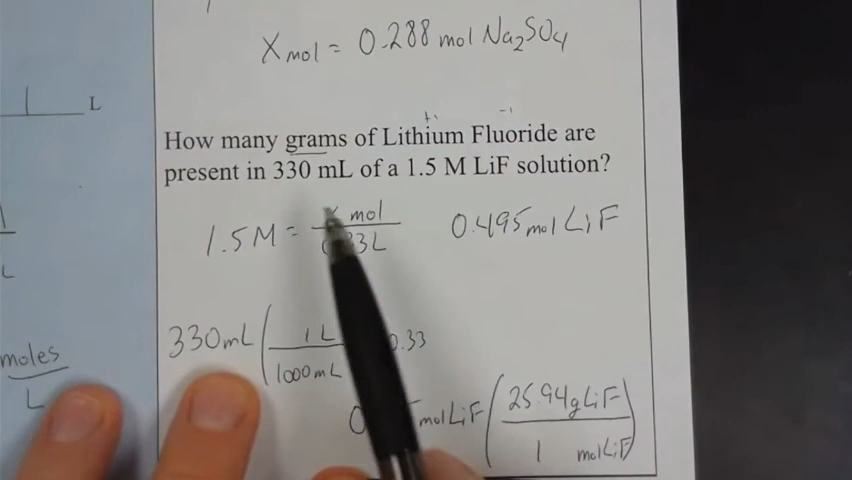 X mol = 0.288 mol Na₂SO₄
L
+1 -1
How many grams of Lithium Fluoride are
present in 330 mL of a 1.5 M LiF solution?
1.5 M = x mol
L
0.495 mol LiF
330 mL ( 1 L
1000 mL
0.33
moles
L
mol LiF ( 25.94 g LiF )
1 mol LiF